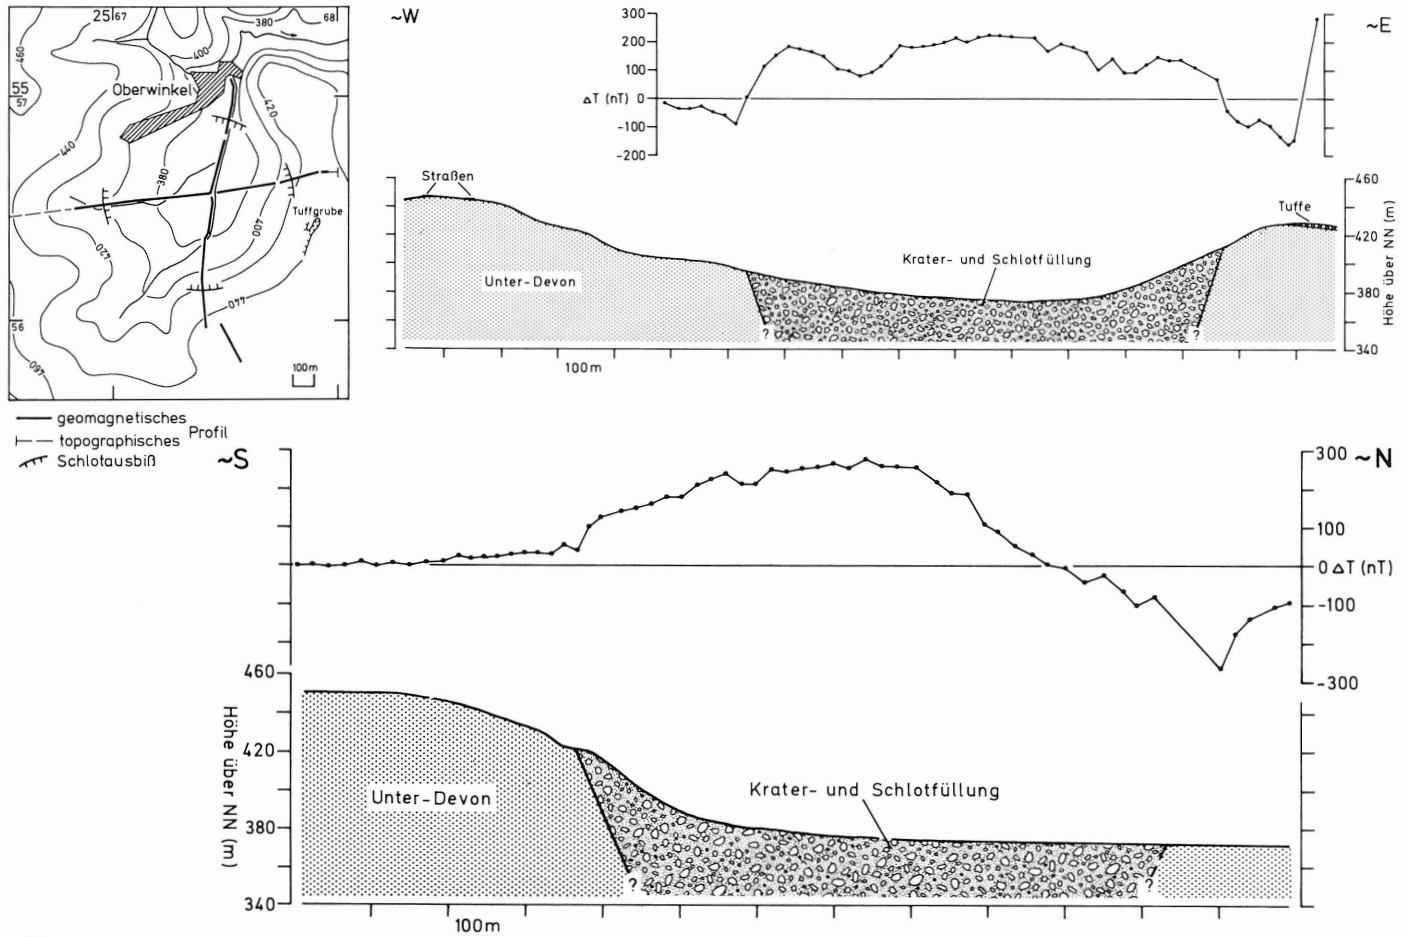 25 67
68
380
460
400
55
57
Oberwinkel
420
440
380
Tuffgrube
400
420
440
56
460
100m
geomagnetisches
topographisches Profil
Schlotausbiß
~W
~E
300
200
100
ΔT (nT) 0
-100
-200
Straßen
Tuffe
460
420
380
340
Höhe über NN (m)
Krater- und Schlotfüllung
Unter-Devon
?
?
100m
~S
~N
300
100
0 ΔT (nT)
-100
-300
460
420
380
340
Höhe über NN (m)
Unter-Devon
Krater- und Schlotfüllung
?
?
100m